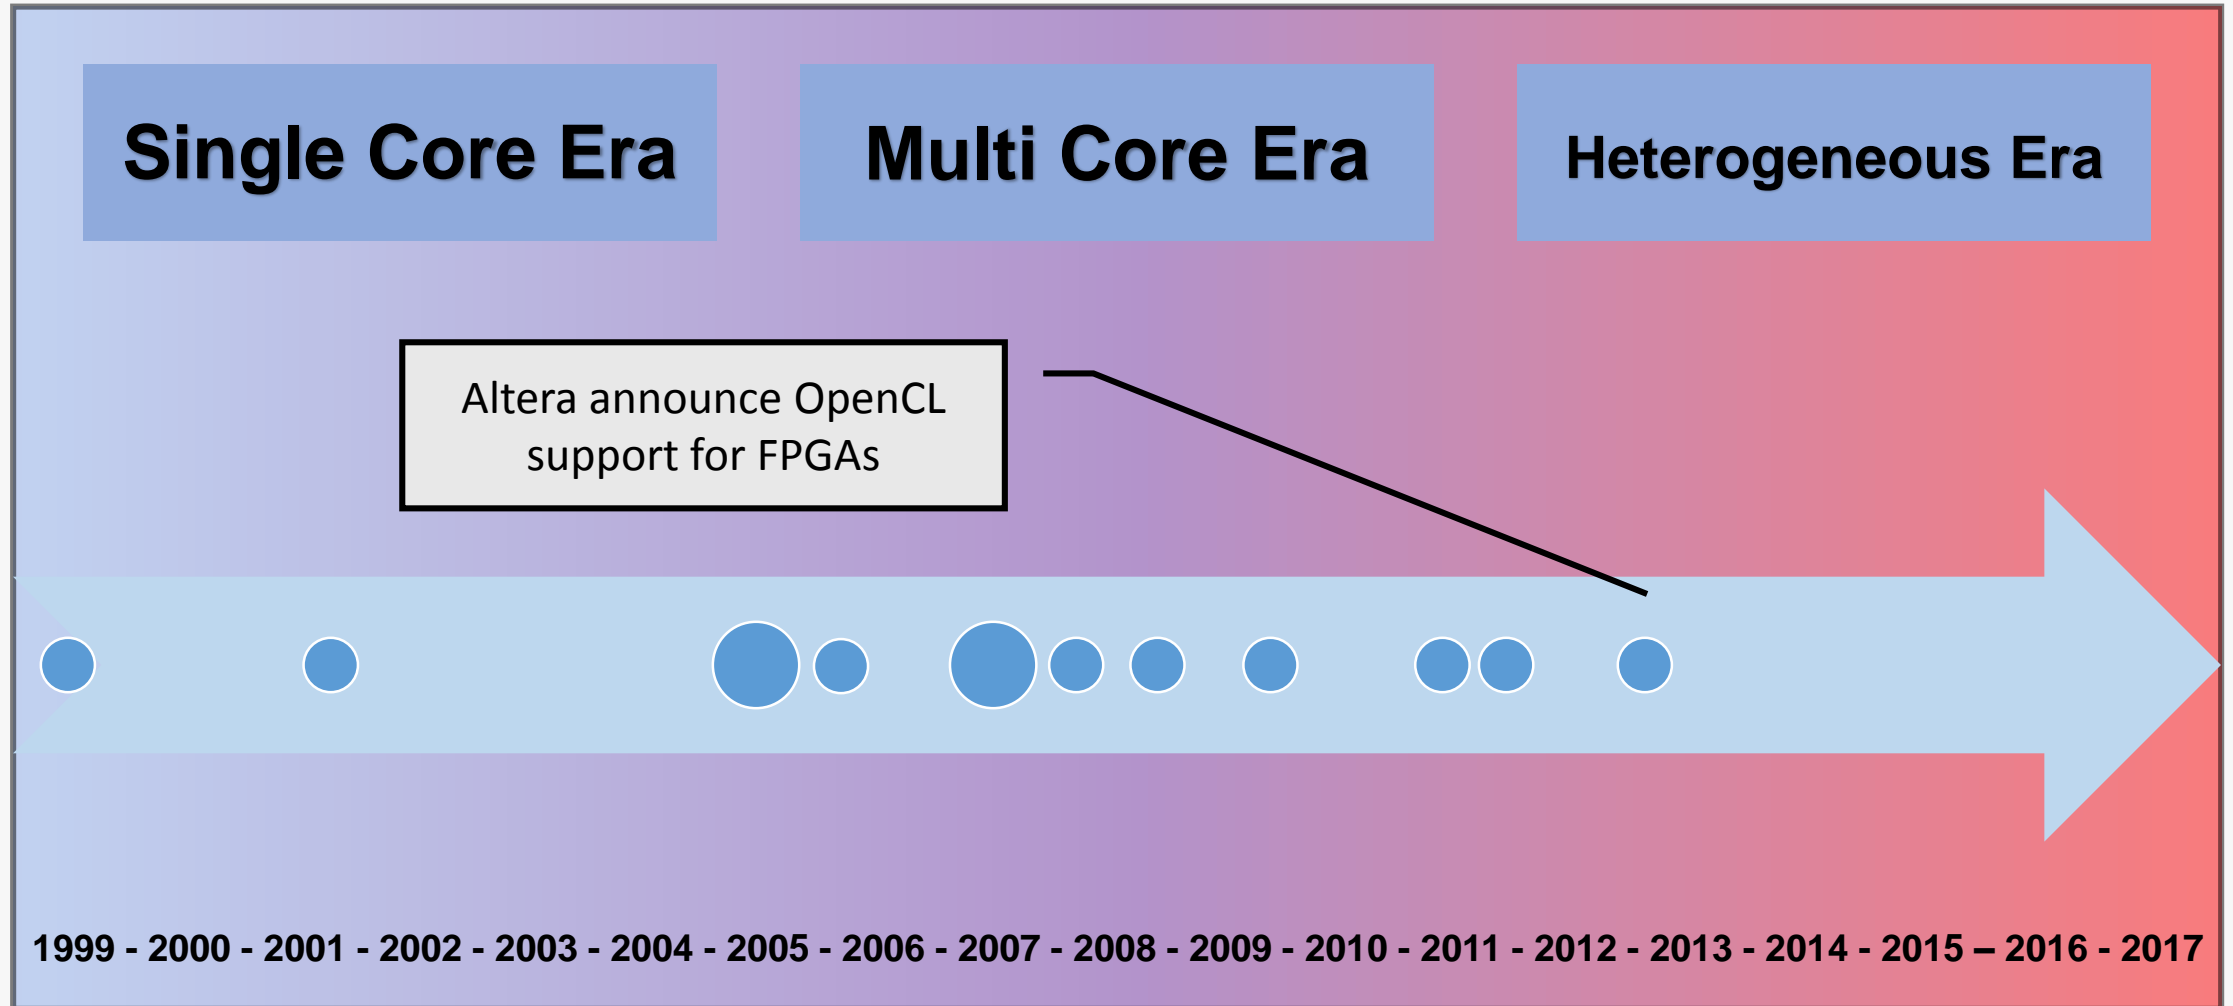 Single Core Era
Multi Core Era
Heterogeneous Era
Altera announce OpenCL
support for FPGAs
1999 - 2000 - 2001 - 2002 - 2003 - 2004 - 2005 - 2006 - 2007 - 2008 - 2009 - 2010 - 2011 - 2012 - 2013 - 2014 - 2015 – 2016 - 2017